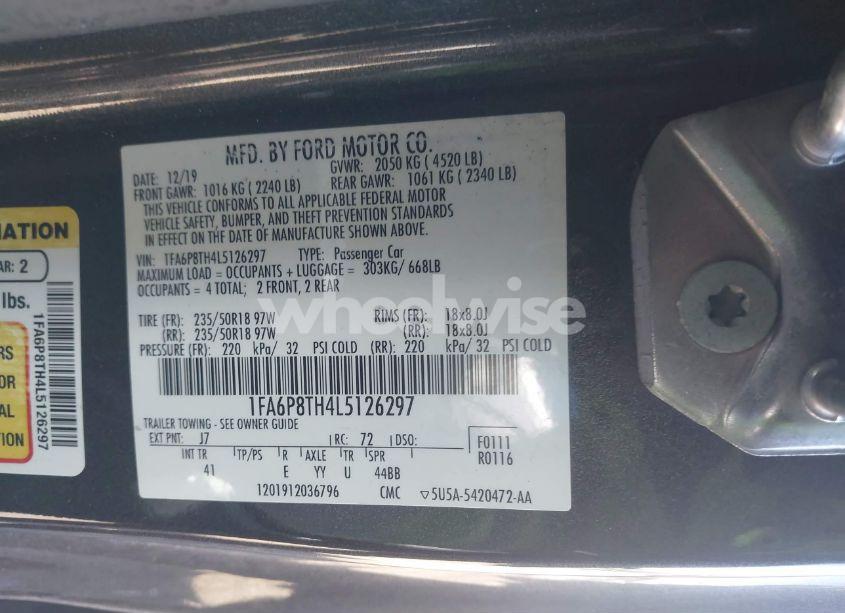 MFD. BY FORD MOTOR CO.
DATE: 12/19 GVWR: 2050 KG ( 4520 LB)
FRONT GAWR: 1016 KG ( 2240 LB) REAR GAWR: 1061 KG ( 2340 LB)
THIS VEHICLE CONFORMS TO ALL APPLICABLE FEDERAL MOTOR
VEHICLE SAFETY, BUMPER, AND THEFT PREVENTION STANDARDS
IN EFFECT ON THE DATE OF MANUFACTURE SHOWN ABOVE.
VIN: 1FA6P8TH4L5126297 TYPE: Passenger Car
MAXIMUM LOAD = OCCUPANTS + LUGGAGE = 303KG/ 668LB
OCCUPANTS = 4 TOTAL; 2 FRONT, 2 REAR
TIRE (FR): 235/50R18 97W RIMS (FR): 18x8.0J
(RR): 235/50R18 97W (RR): 18x8.0J
PRESSURE (FR): 220 kPa/ 32 PSI COLD (RR): 220 kPa/ 32 PSI COLD
1FA6P8TH4L5126297
TRAILER TOWING - SEE OWNER GUIDE
EXT PNT: J7 RC: 72 DSO: F0111
R0116
INT TR TP/PS R AXLE TR SPR
41 E YY U 44BB
1201912036796 CMC ▽5U5A-5420472-AA
MATION
AR: 2
lbs.
RS
OR
AL
TION
1FA6P8TH4L5126297
wheelwise